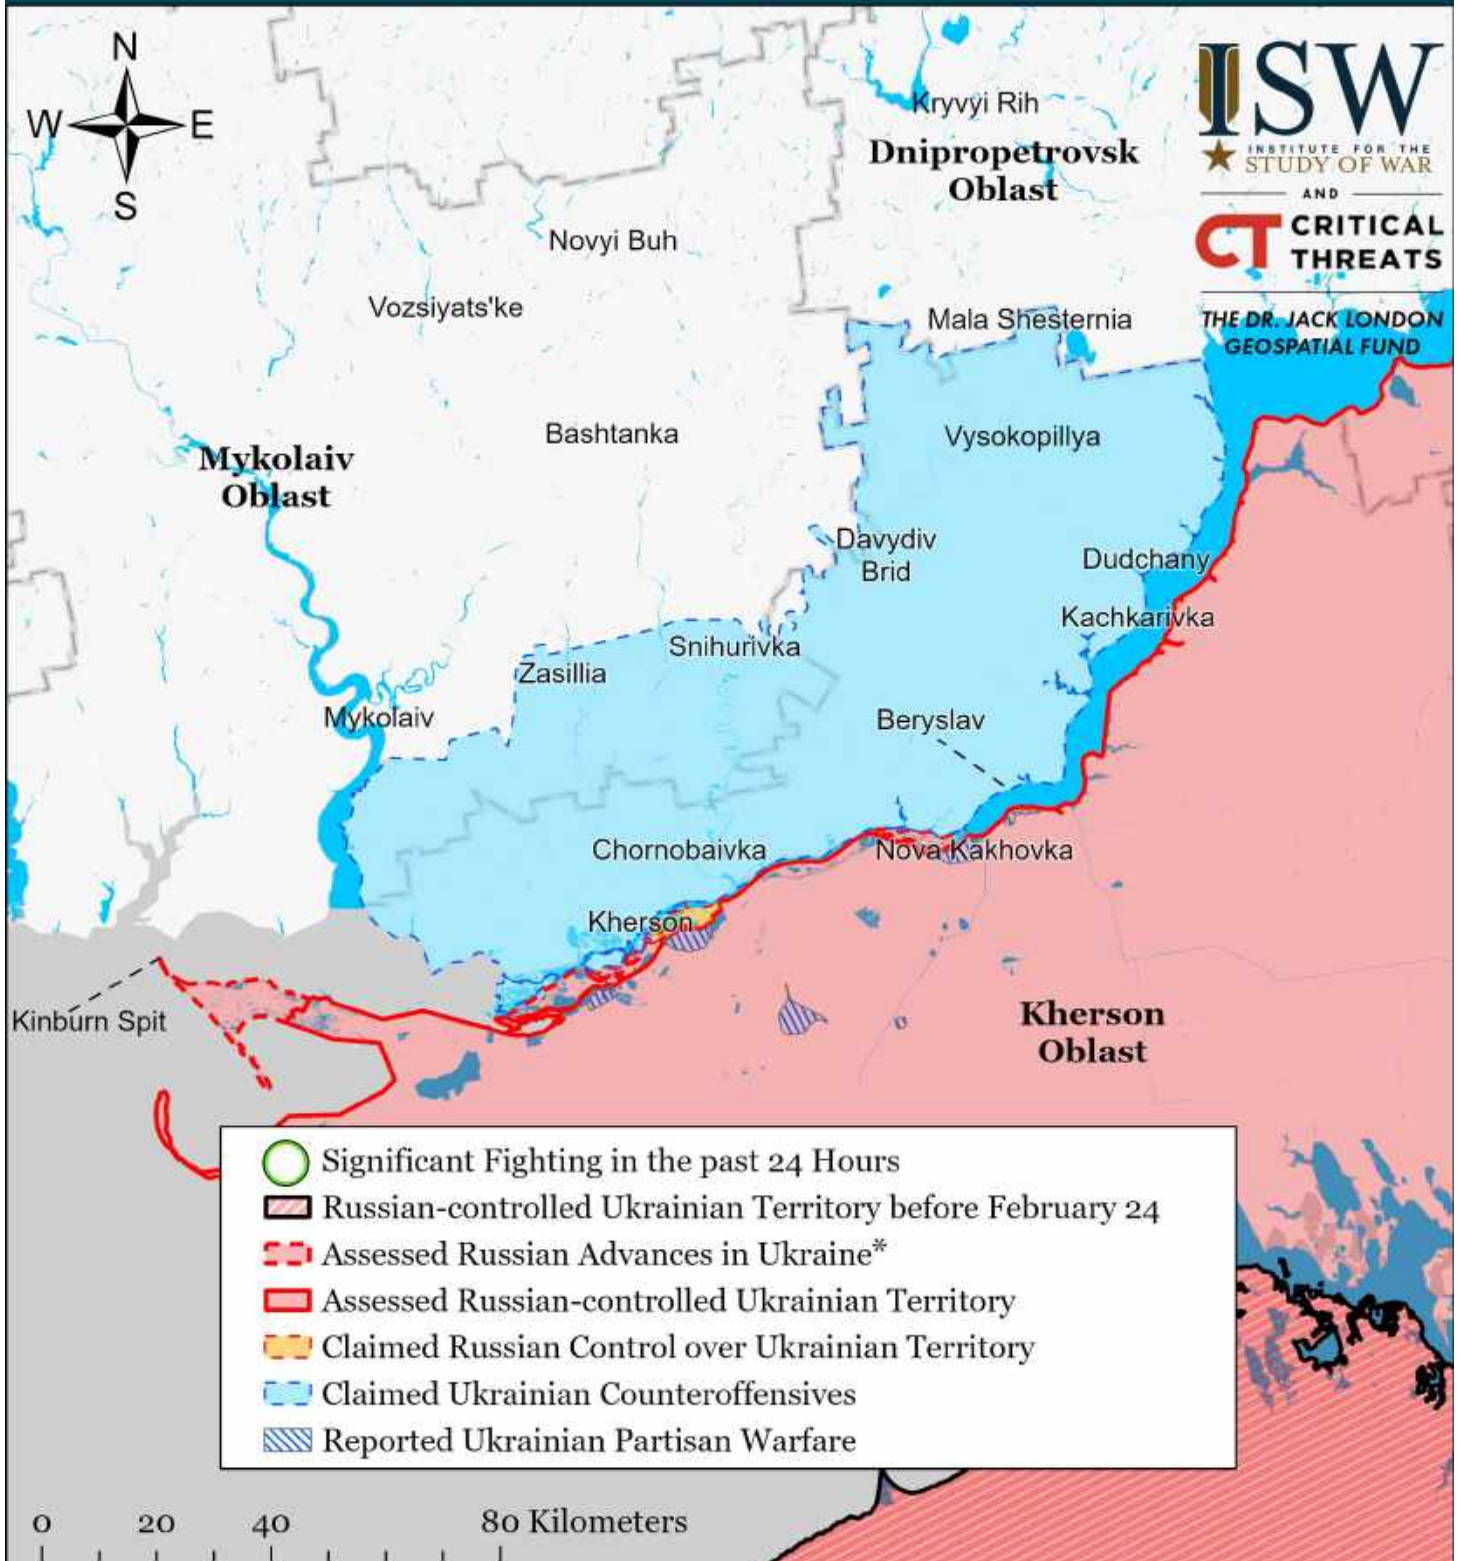 N
W
E
S
Kryvyi Rih
Dnipropetrovsk
Oblast
ISW
INSTITUTE FOR THE
STUDY OF WAR
AND
CT CRITICAL
THREATS
THE DR. JACK LONDON
GEOSPATIAL FUND
Novyi Buh
Vozsiyats'ke
Mala Shesternia
Bashtanka
Vysokopillya
Mykolaiv
Oblast
Davydiv
Brid
Dudchany
Kachkarivka
Snihurivka
Zasillia
Mykolaiv
Beryslav
Chornobaivka
Nova Kakhovka
Kherson
Kinburn Spit
Kherson
Oblast
Significant Fighting in the past 24 Hours
Russian-controlled Ukrainian Territory before February 24
Assessed Russian Advances in Ukraine*
Assessed Russian-controlled Ukrainian Territory
Claimed Russian Control over Ukrainian Territory
Claimed Ukrainian Counteroffensives
Reported Ukrainian Partisan Warfare
0 20 40 80 Kilometers